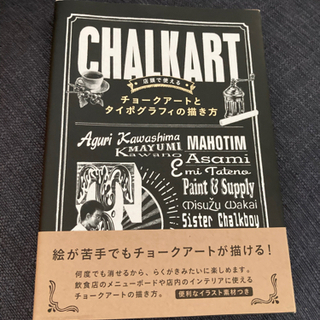 CHALKART
店頭で使える
チョークアートと
タイポグラフィの描き方
Aguri Kawashima
MAYUMI
Kawano
MAHOTIM
Asami
&
Emi Tateno
Paint & Supply
Misuzu Wakai
Sister Chalkboy
絵が苦手でもチョークアートが描ける!
何度でも消せるから、らくがきみたいに楽しめます。
飲食店のメニューボードや店内のインテリアに使える
チョークアートの描き方。
便利なイラスト素材つき